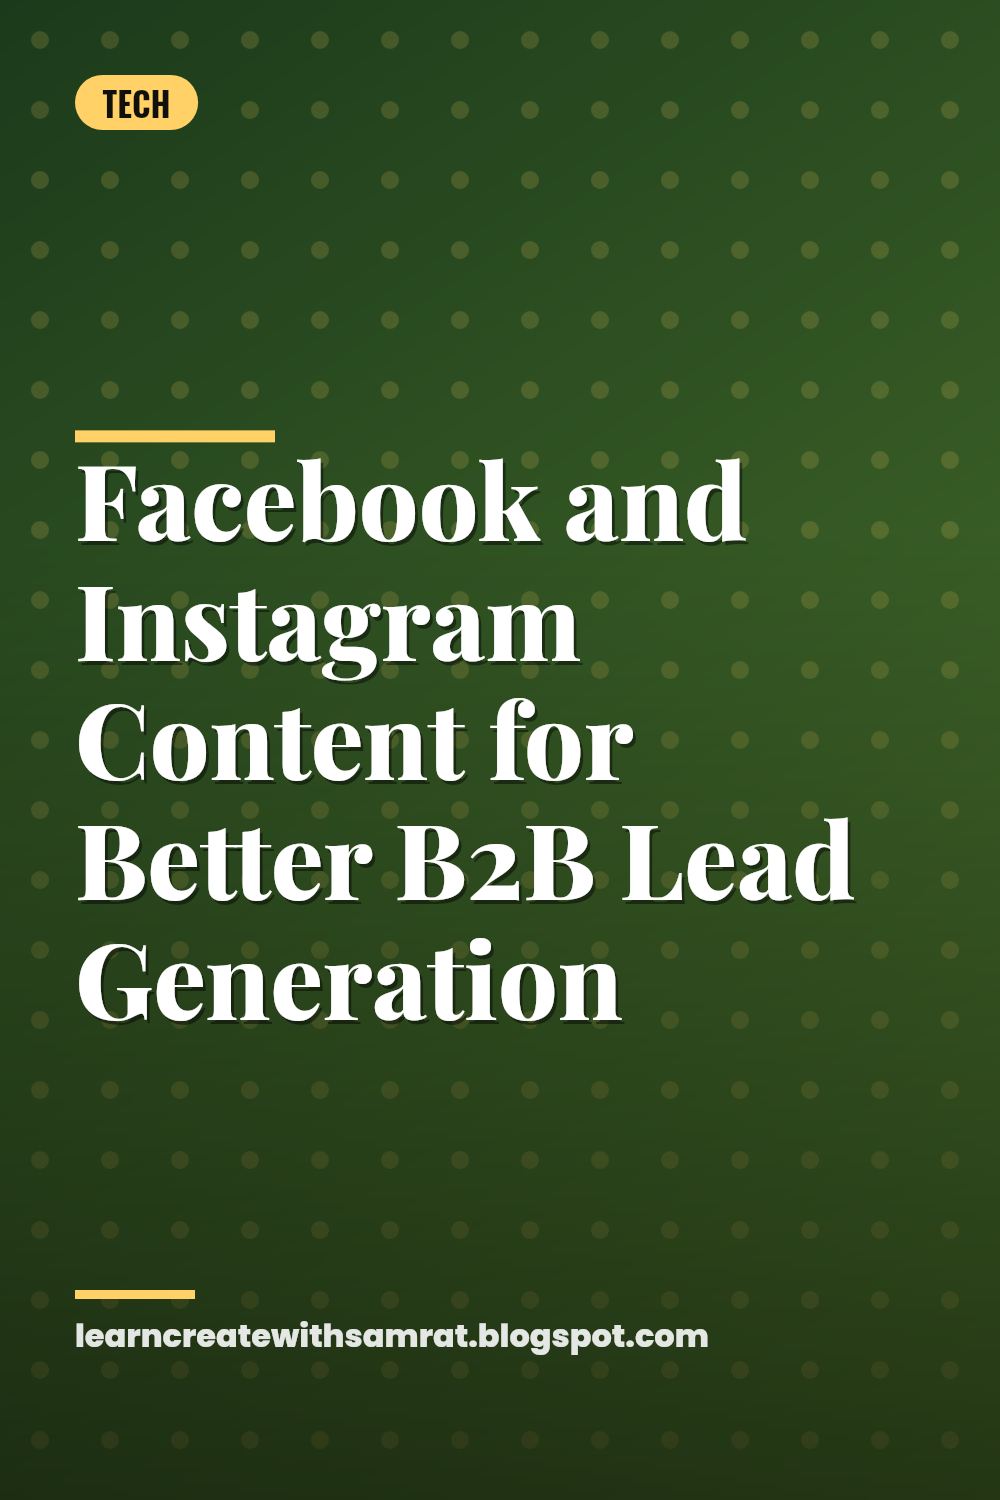 TECH
Facebook and
Instagram
Content for
Better B2B Lead
Generation
learncreatewithsamrat.blogspot.com